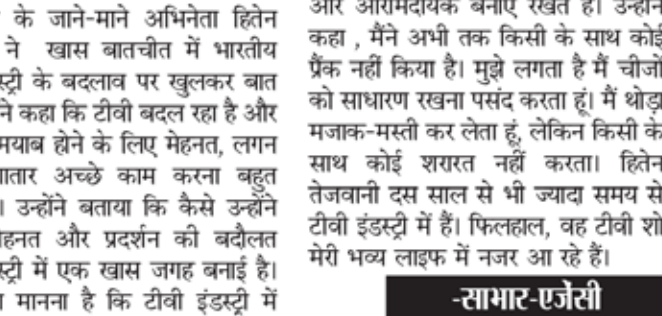 के जाने-माने अभिनेता हितेन
ने खास बातचीत में भारतीय
के बदलाव पर खुलकर बात
कहा कि टीवी बदल रहा है और
होने के लिए मेहनत, लगन
अच्छे काम करना बहुत
उन्होंने बताया कि कैसे उन्होंने
और प्रदर्शन की बदौलत
में एक खास जगह बनाई है।
मानना है कि टीवी इंडस्ट्री में
और आरामदायक बनाए रखते हैं। उन्होंने
कहा , मैंने अभी तक किसी के साथ कोई
प्रैंक नहीं किया है। मुझे लगता है मैं चीजों
को साधारण रखना पसंद करता हूं। मैं थोड़ा
मजाक-मस्ती कर लेता हूं, लेकिन किसी के
साथ कोई शरारत नहीं करता। हितेन
तेजवानी दस साल से भी ज्यादा समय से
टीवी इंडस्ट्री में हैं। फिलहाल, वह टीवी शो
मेरी भव्य लाइफ में नजर आ रहे हैं।
-साभार-एजेंसी